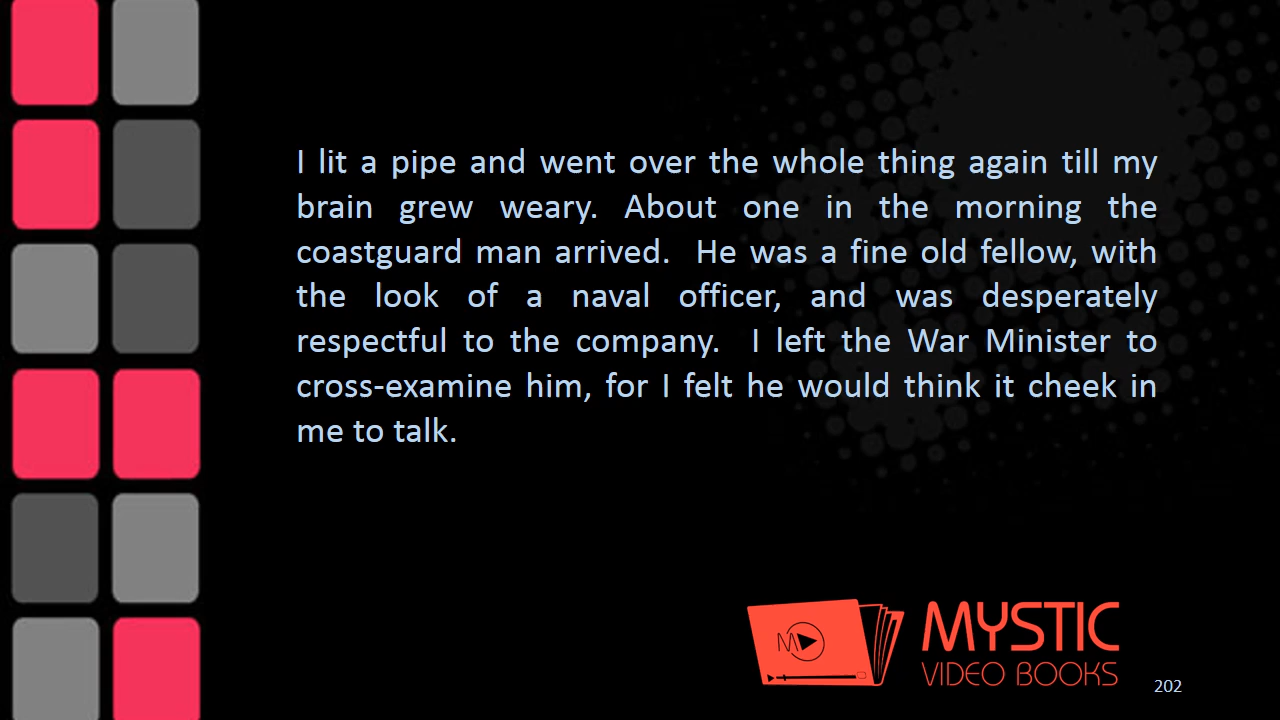 I lit a pipe and went over the whole thing again till my
brain grew weary. About one in the morning the
coastguard man arrived.  He was a fine old fellow, with
the look of a naval officer, and was desperately
respectful to the company.  I left the War Minister to
cross-examine him, for I felt he would think it cheek in
me to talk.
M
MYSTIC
VIDEO BOOKS
202